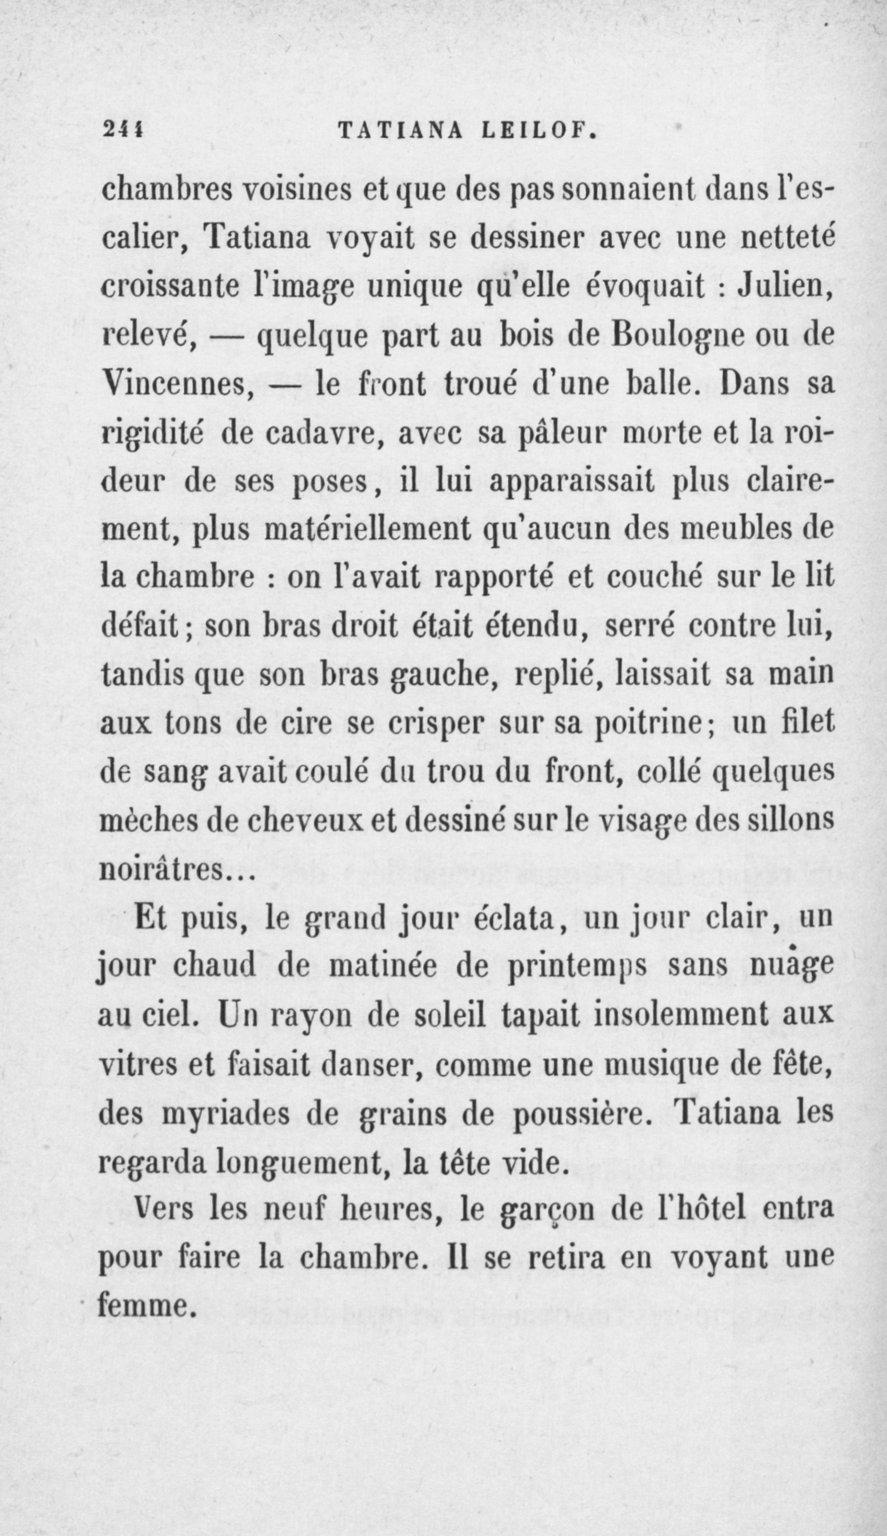 244 TATIANA LEILOF.
chambres voisines et que des pas sonnaient dans l'es-
calier, Tatiana voyait se dessiner avec une netteté
croissante l'image unique qu'elle évoquait : Julien,
relevé, — quelque part au bois de Boulogne ou de
Vincennes, — le front troué d'une balle. Dans sa
rigidité de cadavre, avec sa pâleur morte et la roi-
deur de ses poses, il lui apparaissait plus claire-
ment, plus matériellement qu'aucun des meubles de
la chambre : on l'avait rapporté et couché sur le lit
défait; son bras droit était étendu, serré contre lui,
tandis que son bras gauche, replié, laissait sa main
aux tons de cire se crisper sur sa poitrine; un filet
de sang avait coulé du trou du front, collé quelques
mèches de cheveux et dessiné sur le visage des sillons
noirâtres...
Et puis, le grand jour éclata, un jour clair, un
jour chaud de matinée de printemps sans nuage
au ciel. Un rayon de soleil tapait insolemment aux
vitres et faisait danser, comme une musique de fête,
des myriades de grains de poussière. Tatiana les
regarda longuement, la tête vide.
Vers les neuf heures, le garçon de l'hôtel entra
pour faire la chambre. Il se retira en voyant une
femme.